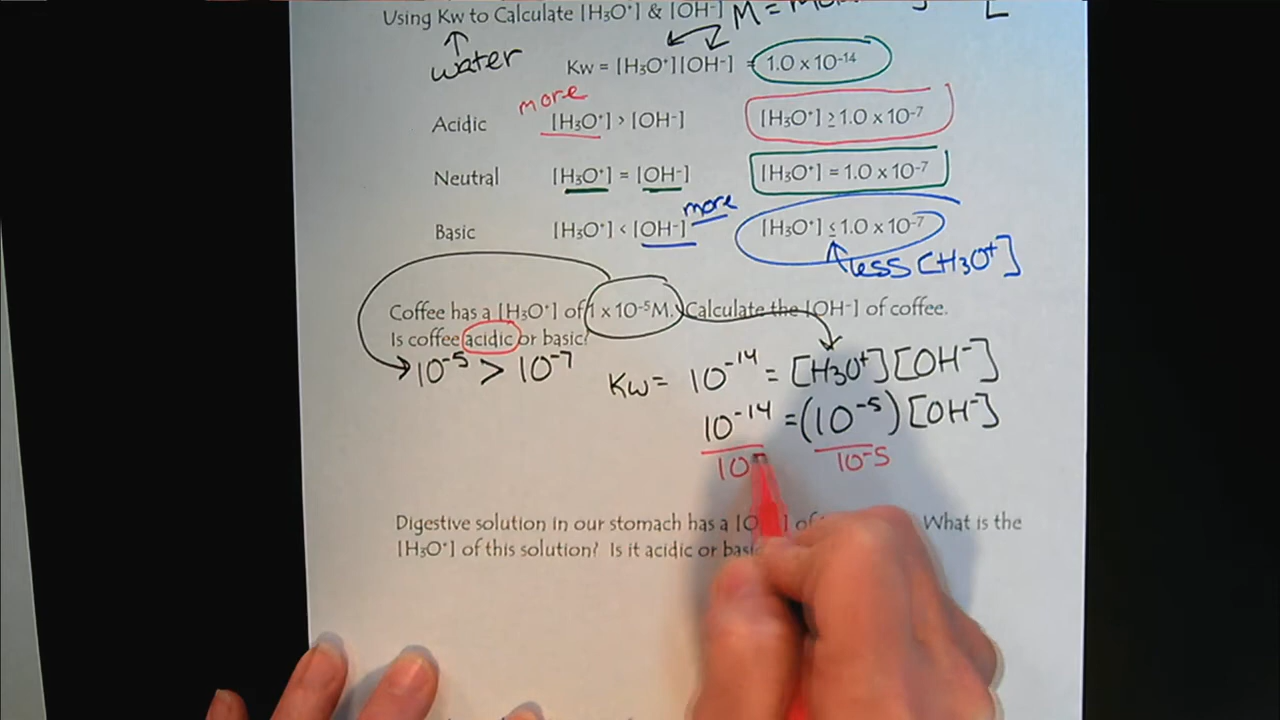 Using Kw to Calculate [H₃O⁺] & [OH-] M =
water
Kw = [H₃O⁺][OH-] = 1.0 x 10⁻¹⁴
more
Acidic [H₃O⁺] > [OH-] [H₃O⁺] ≥ 1.0 x 10⁻⁷
Neutral [H₃O⁺] = [OH-] [H₃O⁺] = 1.0 x 10⁻⁷
more
Basic [H₃O⁺] < [OH-] [H₃O⁺] ≤ 1.0 x 10⁻⁷
less [H3O⁺]
Coffee has a [H₃O⁺] of 1 x 10⁻⁵M. Calculate the [OH-] of coffee.
Is coffee acidic or basic?
10⁻⁵ > 10⁻⁷ Kw = 10⁻¹⁴ = [H3O⁺][OH⁻]
10⁻¹⁴ = (10⁻⁵)[OH⁻]
10⁻ 10⁻⁵
Digestive solution in our stomach has a [O ] of What is the
[H₃O⁺] of this solution? Is it acidic or